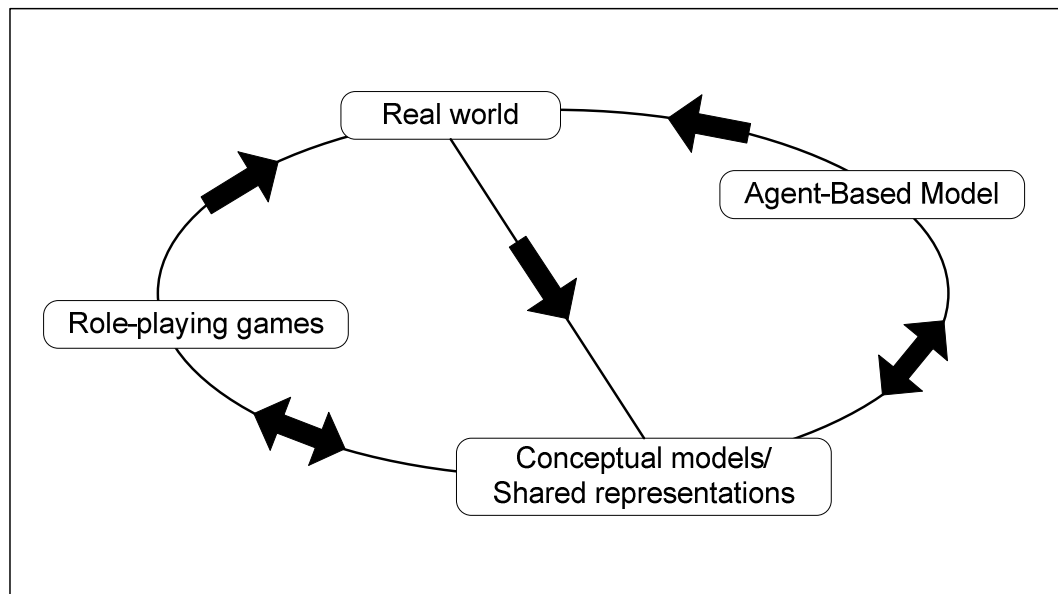 Real world
Agent-Based Model
Role-playing games
Conceptual models/
Shared representations